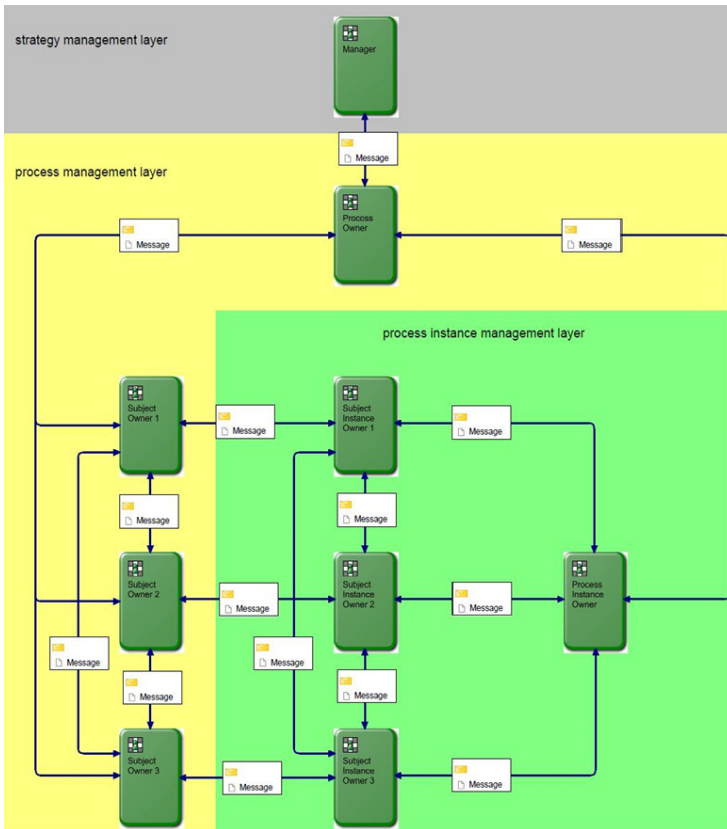 strategy management layer
Manager
Message
process management layer
Process
Owner
Message
Message
process instance management layer
Subject
Owner 1
Message
Subject
Instance
Owner 1
Message
Message
Message
Subject
Owner 2
Message
Subject
Instance
Owner 2
Message
Process
Instance
Owner
Message
Message
Message
Message
Subject
Owner 3
Message
Subject
Instance
Owner 3
Message